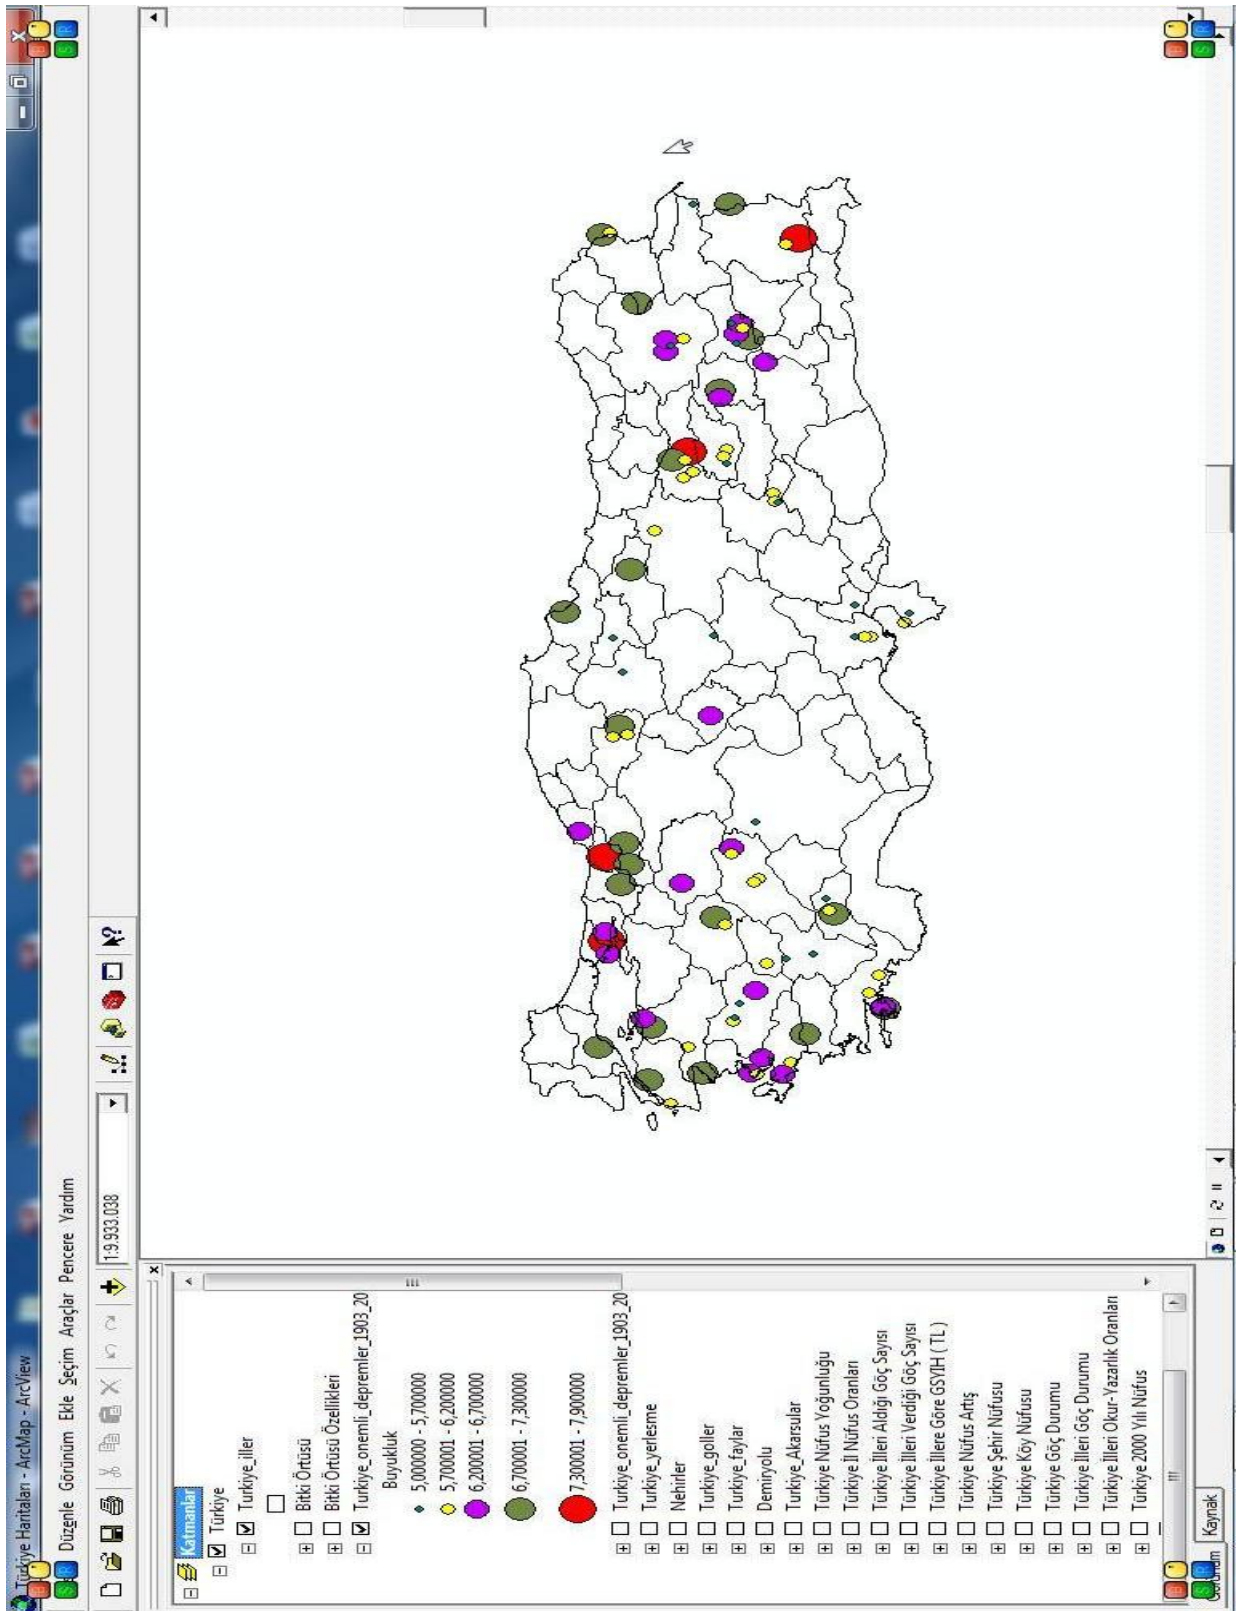 Türkiye Haritaları - ArcMap - ArcView
Düzenle Görünüm Ekle Seçim Araçlar Pencere Yardım
1:9.933.038
Katmanlar
Türkiye
Turkiye_iller
Bitki Örtüsü
Bitki Örtüsü Özellikleri
Turkiye_onemli_depremler_1903_20
Buyukluk
5,000000 - 5,700000
5,700001 - 6,200000
6,200001 - 6,700000
6,700001 - 7,300000
7,300001 - 7,900000
Turkiye_onemli_depremler_1903_20
Turkiye_yerlesme
Nehirler
Turkiye_goller
Turkiye_faylar
Demiryolu
Turkiye_Akarsular
Türkiye Nüfus Yoğunluğu
Türkiye İl Nüfus Oranları
Türkiye İlleri Aldığı Göç Sayısı
Türkiye İlleri Verdiği Göç Sayısı
Türkiye İllere Göre GSYİH ( TL )
Türkiye Nüfus Artış
Türkiye Şehir Nüfusu
Türkiye Köy Nüfusu
Türkiye Göç Durumu
Türkiye İlleri Göç Durumu
Türkiye İlleri Okur-Yazarlık Oranları
Türkiye 2000 Yılı Nüfus
Kaynak